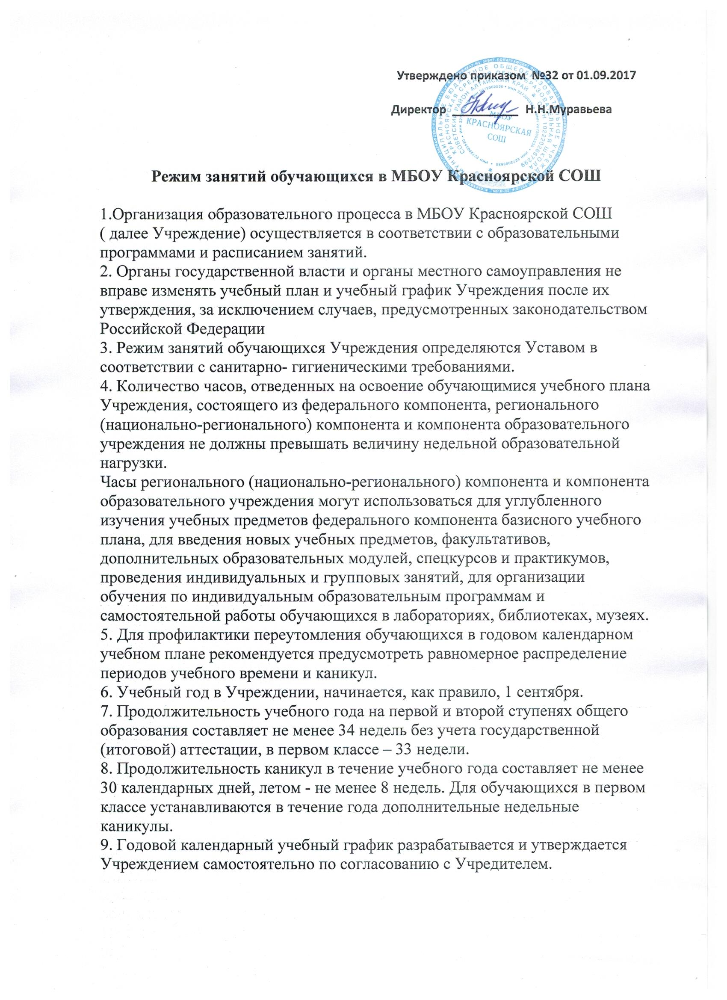 Утверждено приказом №32 от 01.09.2017
Директор Н.Н.Муравьева
МБОУ
КРАСНОЯРСКАЯ
СОШ
Режим занятий обучающихся в МБОУ Красноярской СОШ
1.Организация образовательного процесса в МБОУ Красноярской СОШ
( далее Учреждение) осуществляется в соответствии с образовательными
программами и расписанием занятий.
2. Органы государственной власти и органы местного самоуправления не
вправе изменять учебный план и учебный график Учреждения после их
утверждения, за исключением случаев, предусмотренных законодательством
Российской Федерации
3. Режим занятий обучающихся Учреждения определяются Уставом в
соответствии с санитарно- гигиеническими требованиями.
4. Количество часов, отведенных на освоение обучающимися учебного плана
Учреждения, состоящего из федерального компонента, регионального
(национально-регионального) компонента и компонента образовательного
учреждения не должны превышать величину недельной образовательной
нагрузки.
Часы регионального (национально-регионального) компонента и компонента
образовательного учреждения могут использоваться для углубленного
изучения учебных предметов федерального компонента базисного учебного
плана, для введения новых учебных предметов, факультативов,
дополнительных образовательных модулей, спецкурсов и практикумов,
проведения индивидуальных и групповых занятий, для организации
обучения по индивидуальным образовательным программам и
самостоятельной работы обучающихся в лабораториях, библиотеках, музеях.
5. Для профилактики переутомления обучающихся в годовом календарном
учебном плане рекомендуется предусмотреть равномерное распределение
периодов учебного времени и каникул.
6. Учебный год в Учреждении, начинается, как правило, 1 сентября.
7. Продолжительность учебного года на первой и второй ступенях общего
образования составляет не менее 34 недель без учета государственной
(итоговой) аттестации, в первом классе – 33 недели.
8. Продолжительность каникул в течение учебного года составляет не менее
30 календарных дней, летом - не менее 8 недель. Для обучающихся в первом
классе устанавливаются в течение года дополнительные недельные
каникулы.
9. Годовой календарный учебный график разрабатывается и утверждается
Учреждением самостоятельно по согласованию с Учредителем.